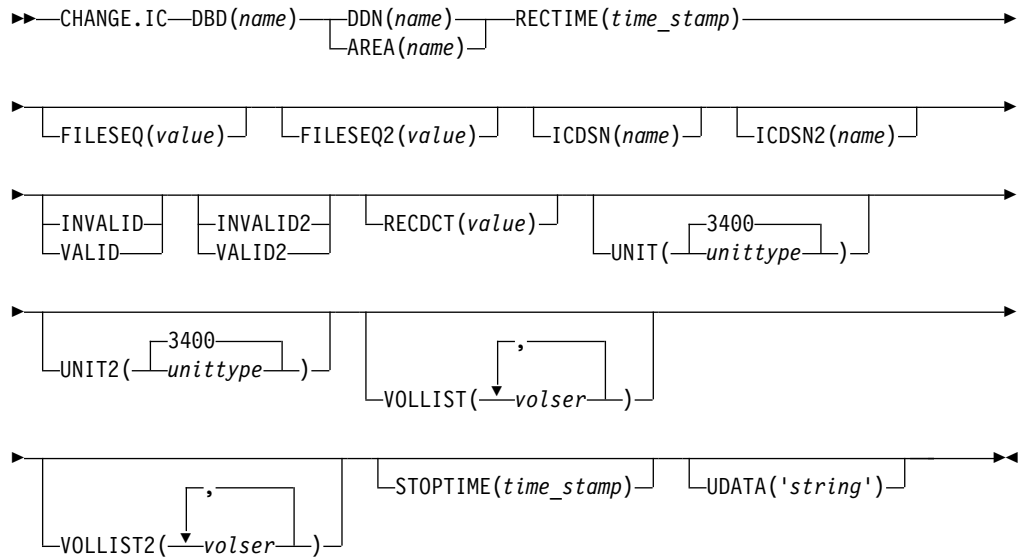 CHANGE.IC DBD(name) DDN(name) RECTIME(time_stamp)
AREA(name)
FILESEQ(value) FILESEQ2(value) ICDSN(name) ICDSN2(name)
INVALID INVALID2 RECDCT(value) 3400
VALID VALID2 UNIT( unittype )
3400 ,
UNIT2( unittype )
VOLLIST( volser )
STOPTIME(time_stamp) UDATA('string')
,
VOLLIST2( volser )